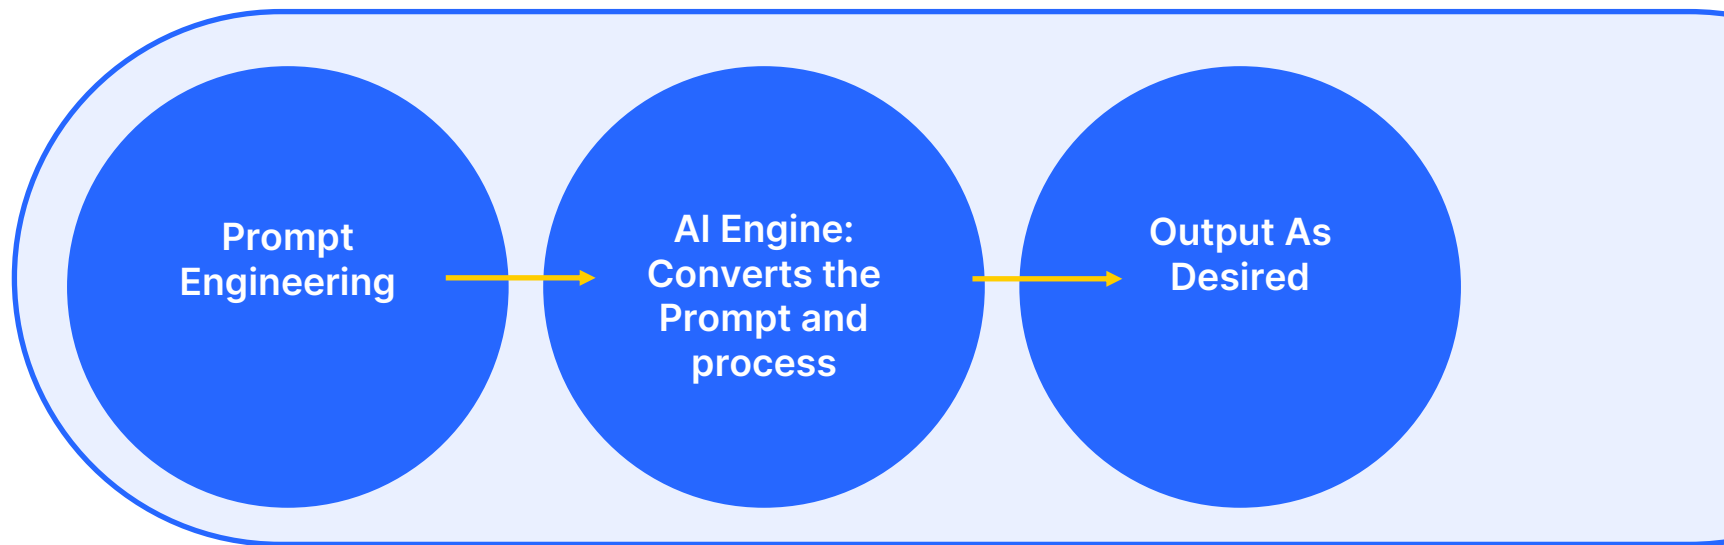 Prompt
Engineering
AI Engine:
Converts the
Prompt and
process
Output As
Desired